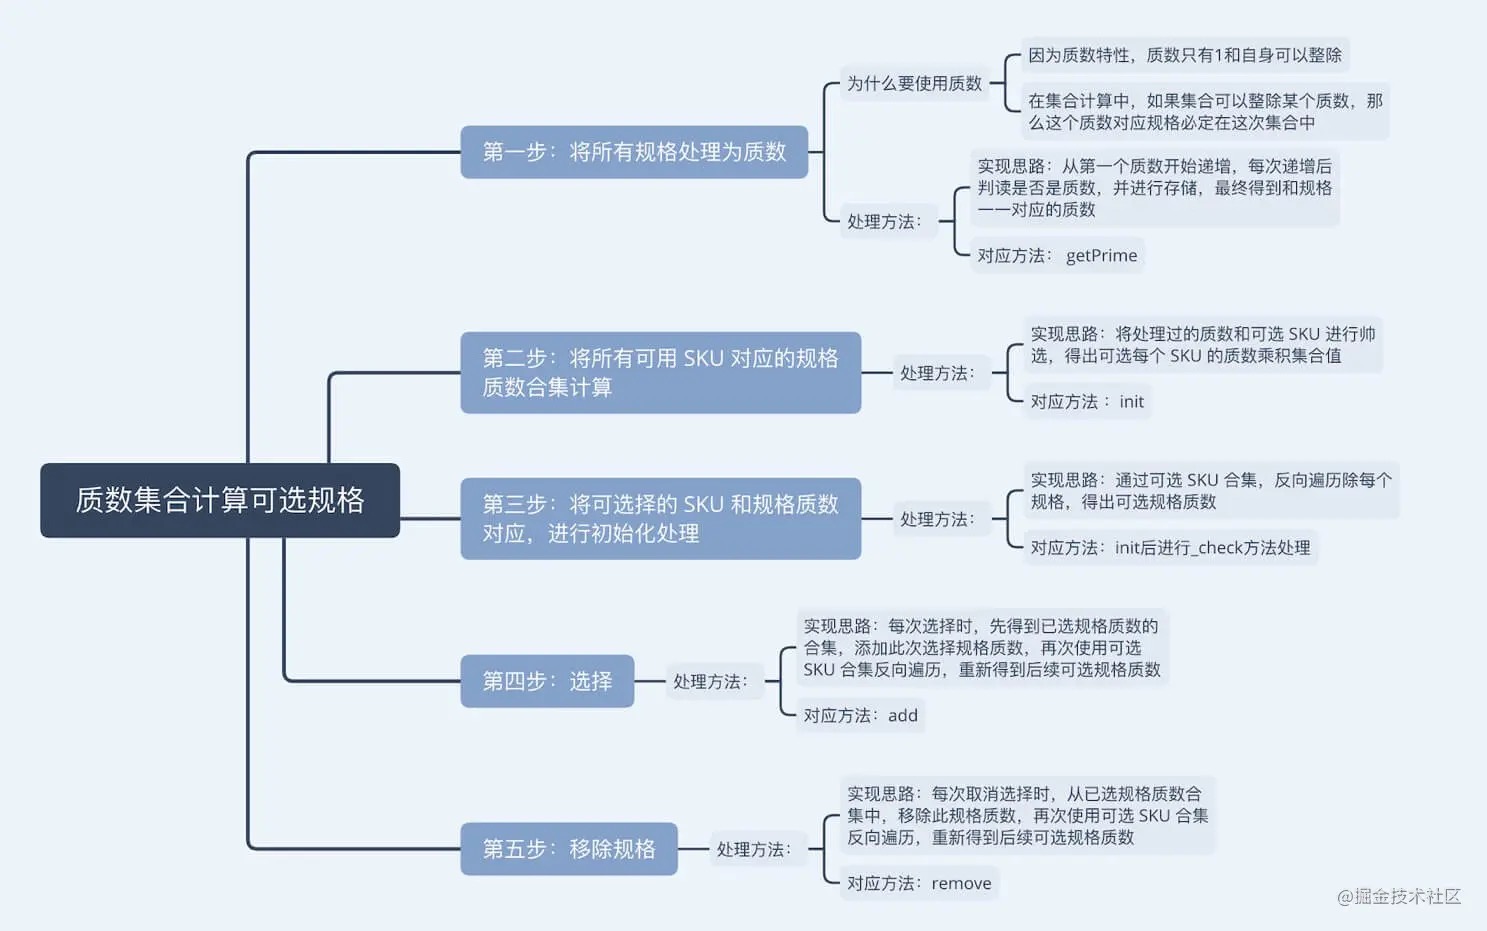 质数集合计算可选规格
第一步：将所有规格处理为质数
为什么要使用质数
因为质数特性，质数只有1和自身可以整除
在集合计算中，如果集合可以整除某个质数，那
么这个质数对应规格必定在这次集合中
处理方法：
实现思路：从第一个质数开始递增，每次递增后
判读是否是质数，并进行存储，最终得到和规格
一一对应的质数
对应方法： getPrime
第二步：将所有可用 SKU 对应的规格
质数合集计算
处理方法：
实现思路：将处理过的质数和可选 SKU 进行帅
选，得出可选每个 SKU 的质数乘积集合值
对应方法 ：init
第三步：将可选择的 SKU 和规格质数
对应，进行初始化处理
处理方法：
实现思路：通过可选 SKU 合集，反向遍历除每个
规格，得出可选规格质数
对应方法：init后进行_check方法处理
第四步：选择
处理方法：
实现思路：每次选择时，先得到已选规格质数的
合集，添加此次选择规格质数，再次使用可选
SKU 合集反向遍历，重新得到后续可选规格质数
对应方法：add
第五步：移除规格
处理方法：
实现思路：每次取消选择时，从已选规格质数合
集中，移除此规格质数，再次使用可选 SKU 合集
反向遍历，重新得到后续可选规格质数
对应方法：remove
@掘金技术社区